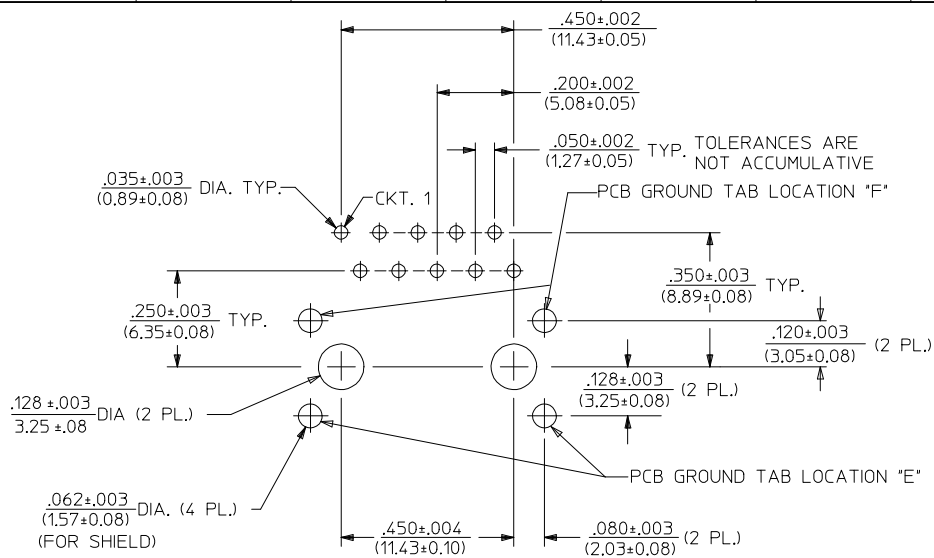 .450±.002
(11.43±0.05)
.200±.002
(5.08±0.05)
.050±.002
(1.27±0.05)
TYP. TOLERANCES ARE
NOT ACCUMULATIVE
.035±.003
(0.89±0.08)
DIA. TYP.
CKT. 1
PCB GROUND TAB LOCATION "F"
.350±.003
(8.89±0.08)
TYP.
.250±.003
(6.35±0.08)
TYP.
.120±.003
(3.05±0.08)
(2 PL.)
.128±.003
(3.25±0.08)
(2 PL.)
.128 ±.003
3.25 ±.08
DIA (2 PL.)
PCB GROUND TAB LOCATION "E"
.062±.003
(1.57±0.08)
DIA. (4 PL.)
(FOR SHIELD)
.450±.004
(11.43±0.10)
.080±.003
(2.03±0.08)
(2 PL.)